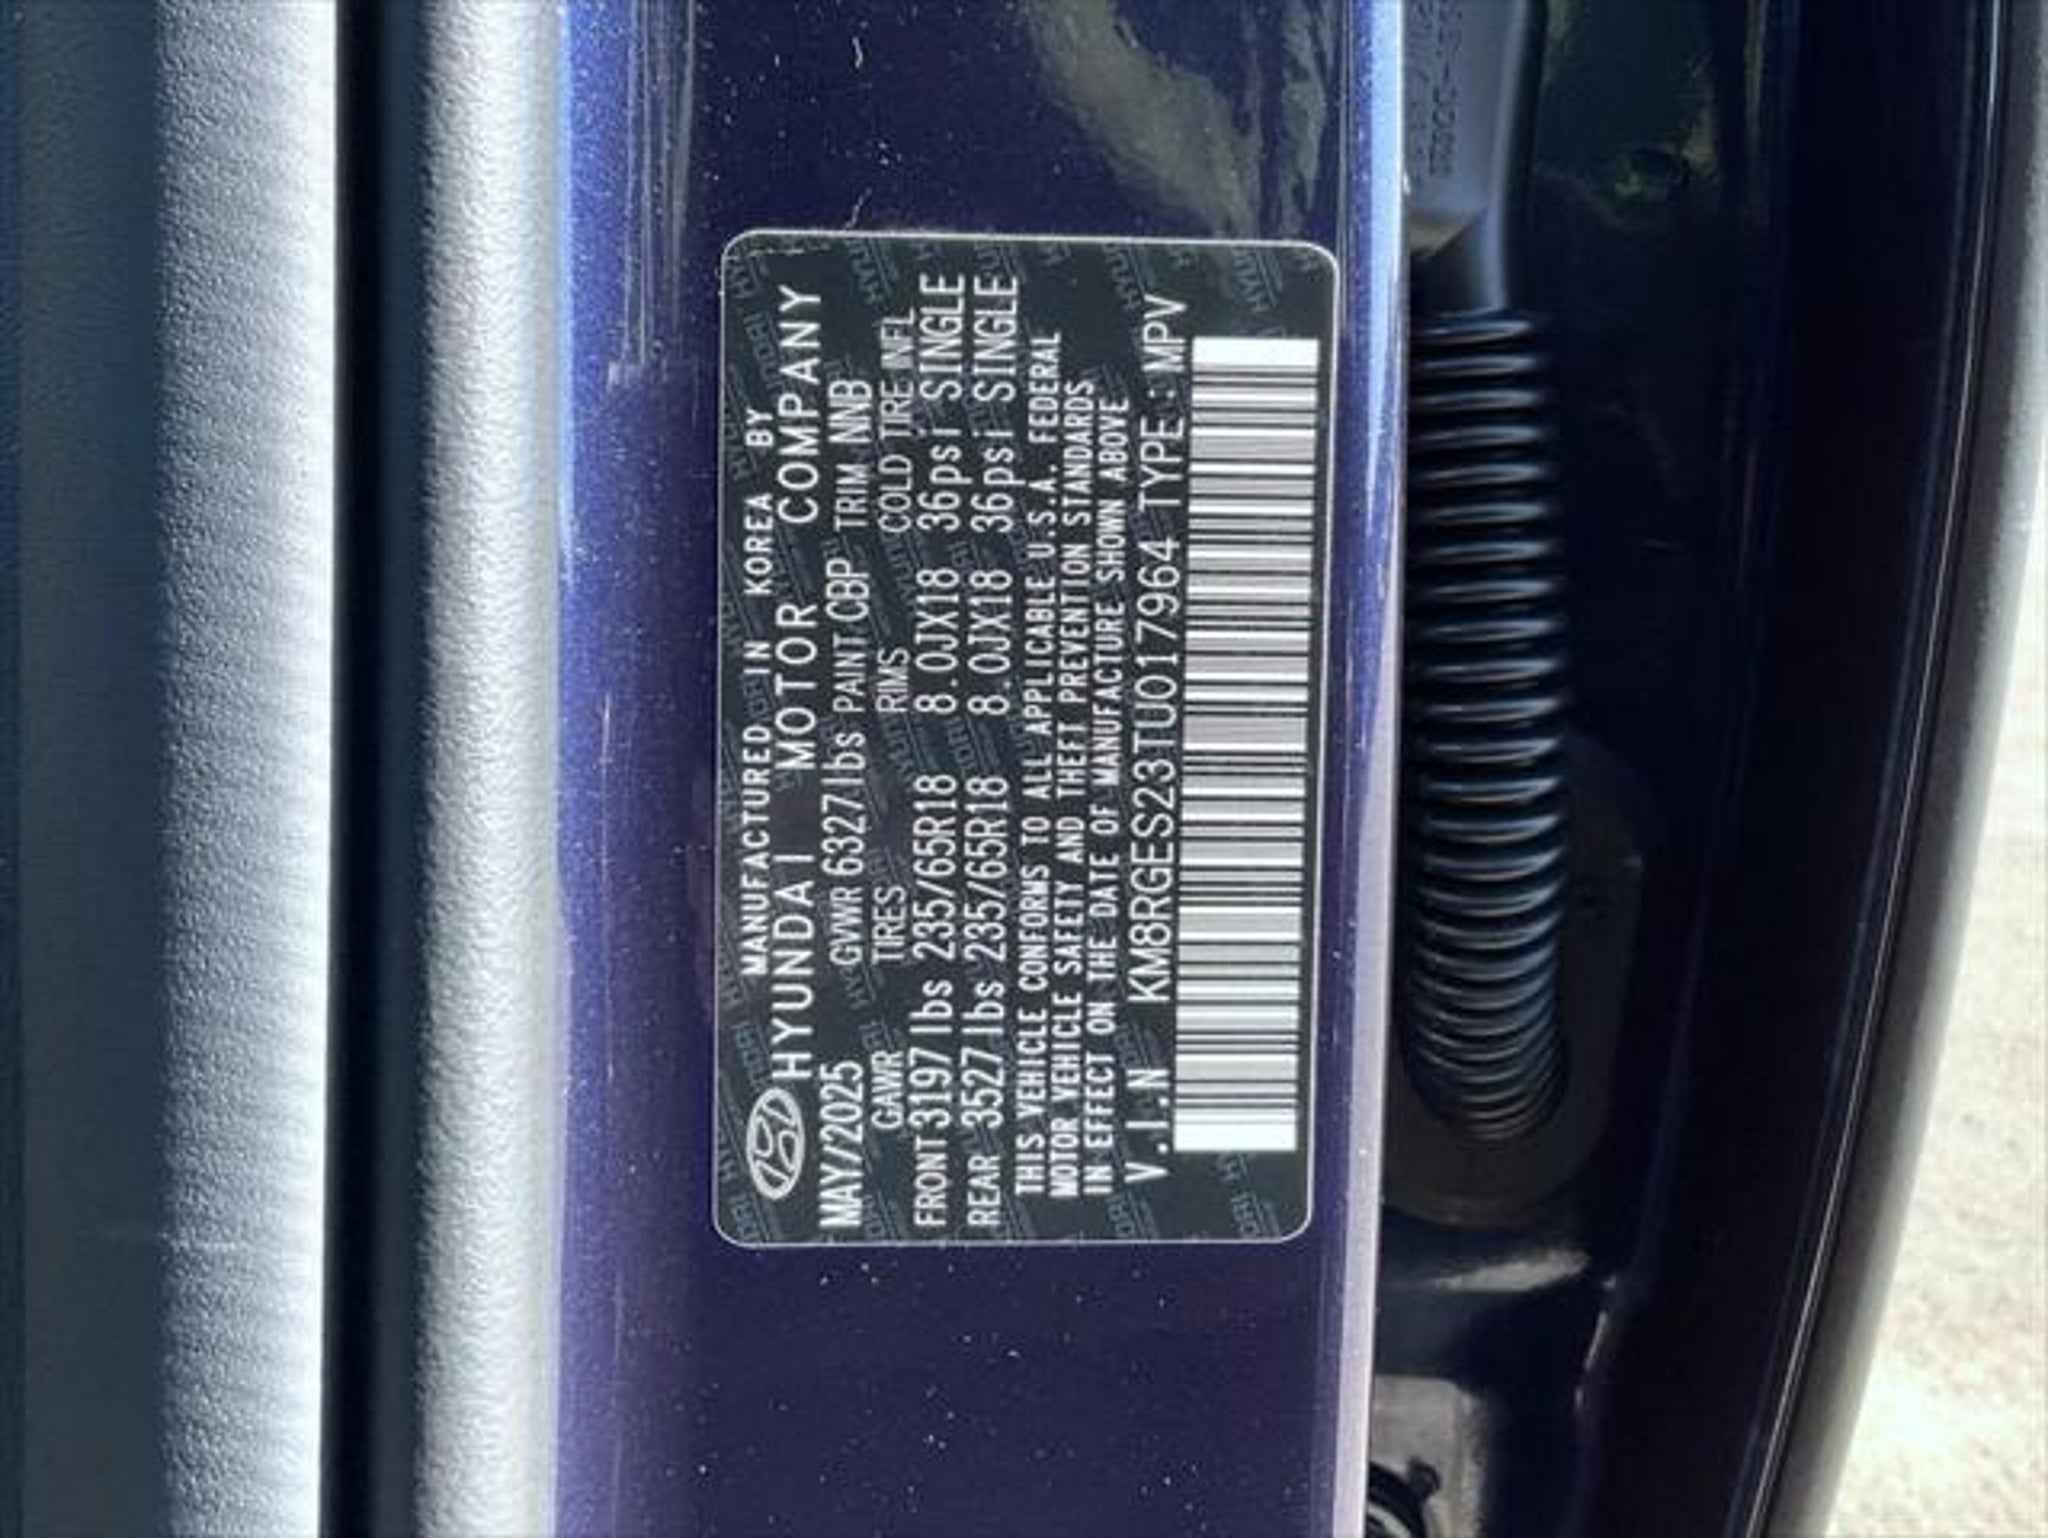 MANUFACTURED IN KOREA BY
HYUNDAI MOTOR COMPANY
MAY/2025 GVWR 6327lbs PAINT CBP TRIM NNB
GAWR TIRES RIMS COLD TIRE INFL
FRONT 3197lbs 235/65R18 8.0JX18 36psi SINGLE
REAR 3527lbs 235/65R18 8.0JX18 36psi SINGLE
THIS VEHICLE CONFORMS TO ALL APPLICABLE U.S.A. FEDERAL
MOTOR VEHICLE SAFETY AND THEFT PREVENTION STANDARDS
IN EFFECT ON THE DATE OF MANUFACTURE SHOWN ABOVE
V.I.N KM8RGES23TU017964 TYPE : MPV